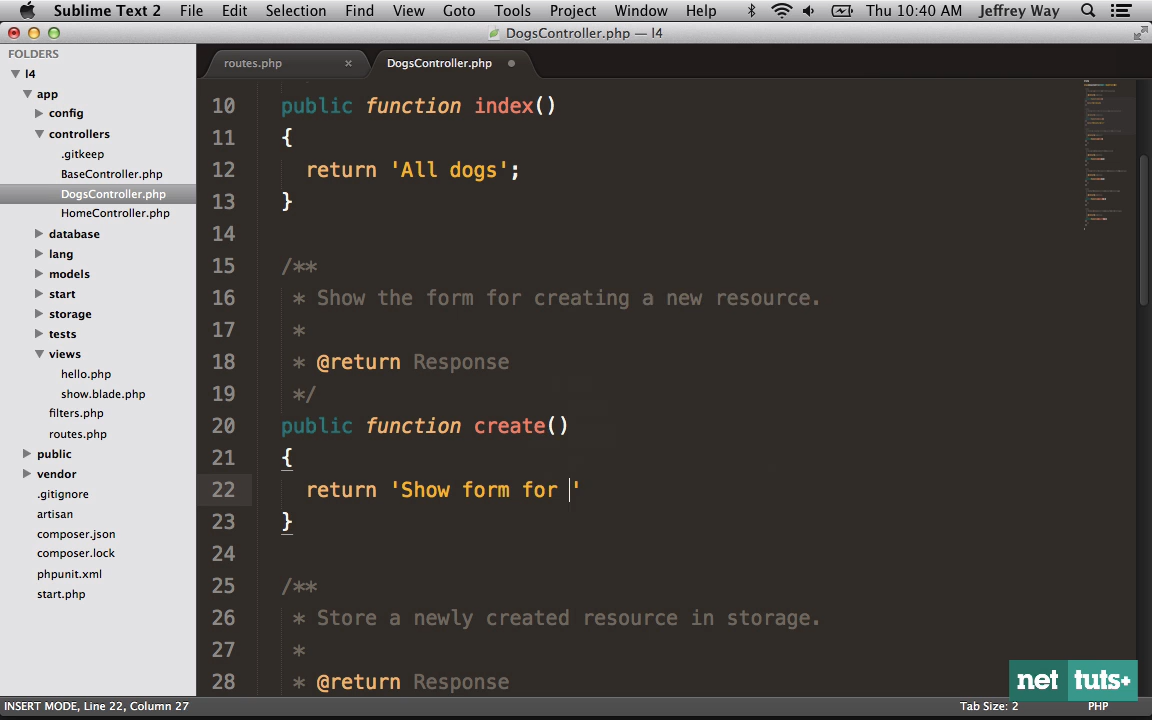 Sublime Text 2 File Edit Selection Find View Goto Tools Project Window Help Thu 10:40 AM Jeffrey Way
DogsController.php — l4
FOLDERS
l4
app
config
controllers
.gitkeep
BaseController.php
DogsController.php
HomeController.php
database
lang
models
start
storage
tests
views
hello.php
show.blade.php
filters.php
routes.php
public
vendor
.gitignore
artisan
composer.json
composer.lock
phpunit.xml
start.php
routes.php × DogsController.php
10 public function index()
11 {
12 return 'All dogs';
13 }
14
15 /**
16 * Show the form for creating a new resource.
17 *
18 * @return Response
19 */
20 public function create()
21 {
22 return 'Show form for '
23 }
24
25 /**
26 * Store a newly created resource in storage.
27 *
28 * @return Response
net tuts+
INSERT MODE, Line 22, Column 27 Tab Size: 2 PHP